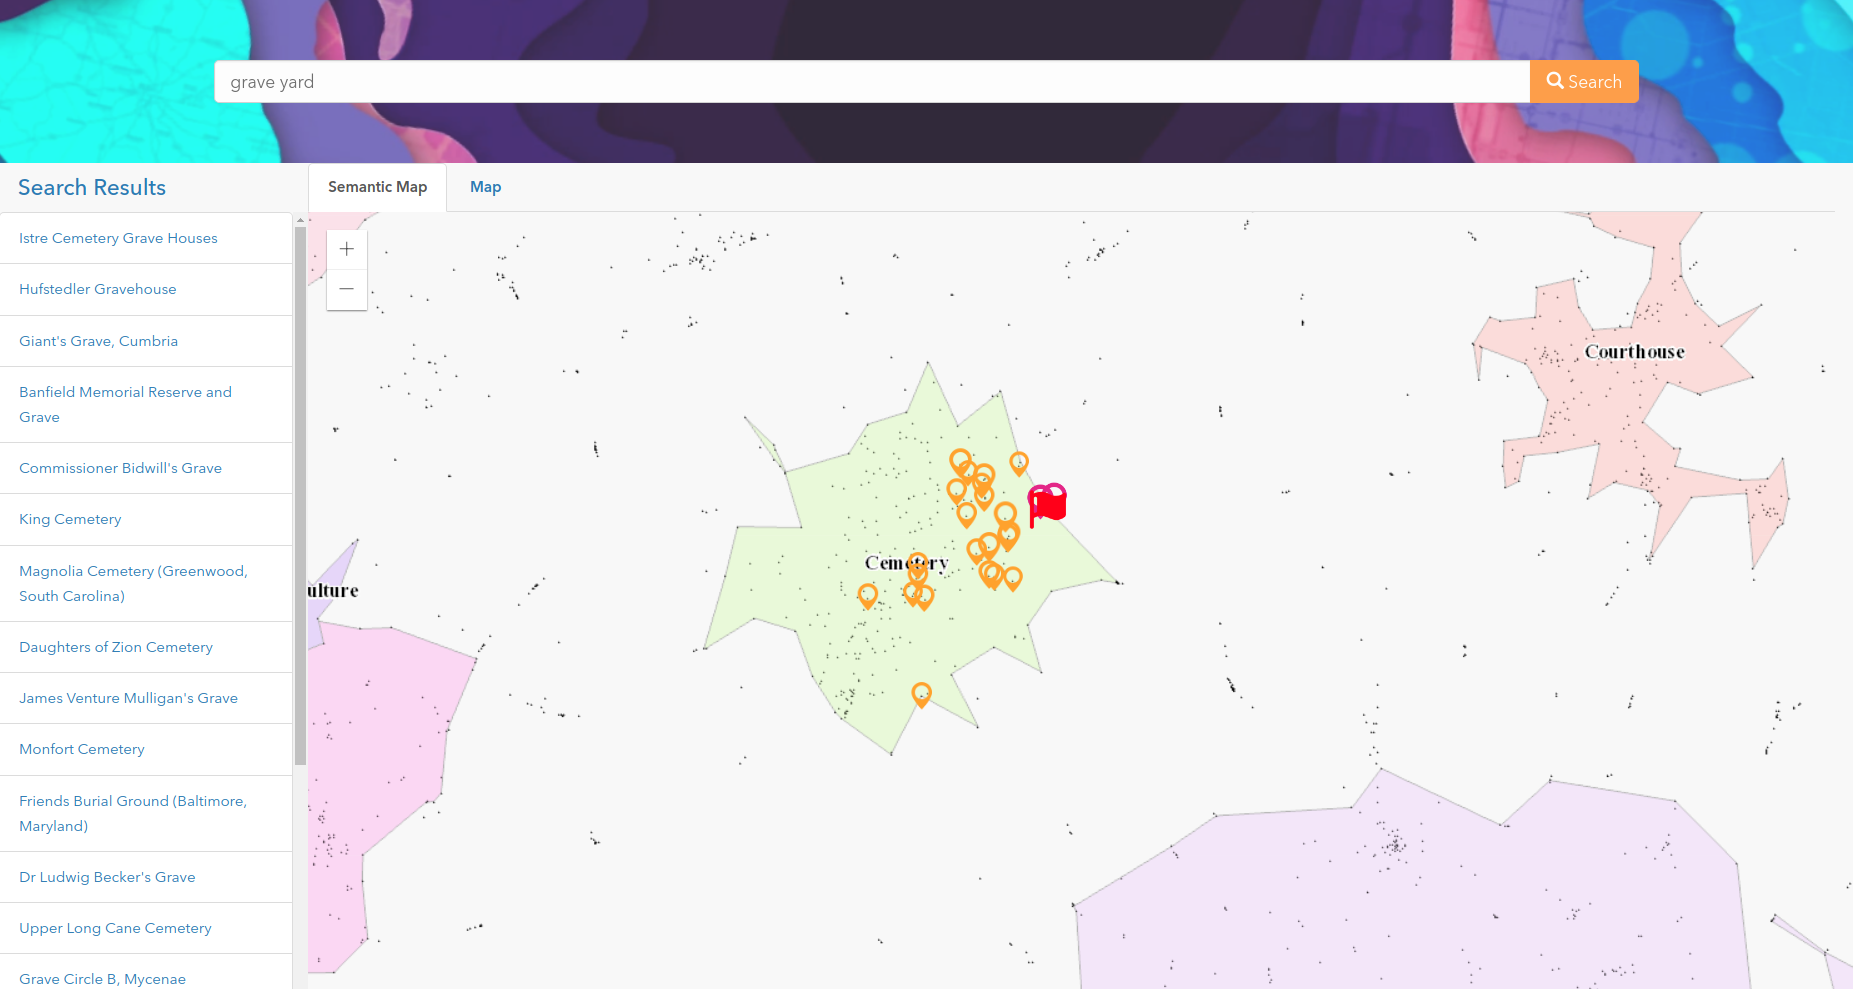 grave yard
Search
Search Results
Semantic Map
Map
Istre Cemetery Grave Houses
Hufstedler Gravehouse
Giant's Grave, Cumbria
Banfield Memorial Reserve and
Grave
Commissioner Bidwill's Grave
King Cemetery
Magnolia Cemetery (Greenwood,
South Carolina)
Daughters of Zion Cemetery
James Venture Mulligan's Grave
Monfort Cemetery
Friends Burial Ground (Baltimore,
Maryland)
Dr Ludwig Becker's Grave
Upper Long Cane Cemetery
Grave Circle B, Mycenae
+
−
Courthouse
Cemetery
ulture